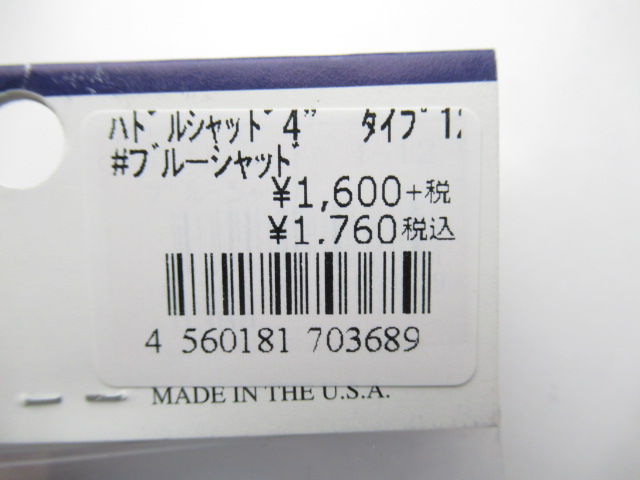 ﾊﾄﾞﾙｼｬｯﾄﾞ4” ﾀｲﾌﾟ12
#ﾌﾞﾙｰｼｬｯﾄﾞ
¥1,600+税
¥1,760税込
4 560181 703689
MADE IN THE U.S.A.